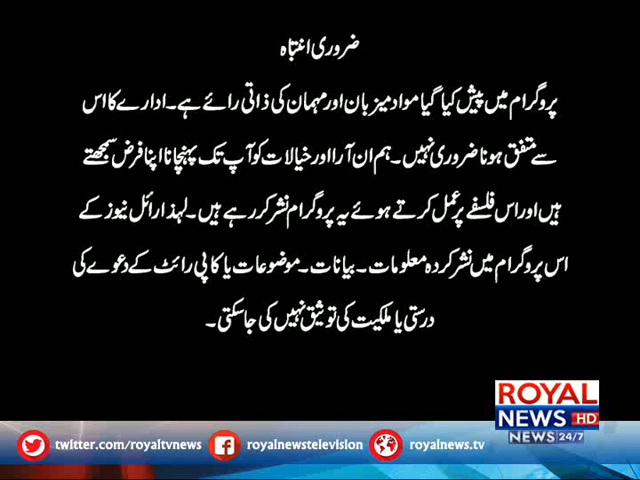 ضروری انتباہ
پروگرام میں پیش کیا گیا مواد میزبان اور مہمان کی ذاتی رائے ہے۔ ادارے کا اس
سے متفق ہونا ضروری نہیں۔ ہم ان آرا اور خیالات کو آپ تک پہنچانا اپنا فرض سمجھتے
ہیں اور اس فلسفے پر عمل کرتے ہوئے یہ پروگرام نشر کر رہے ہیں۔ لہذا رائل نیوز کے
اس پروگرام میں نشر کردہ معلومات۔ بیانات۔ موضوعات یا کاپی رائٹ کے دعوے کی
درستی یا ملکیت کی توثیق نہیں کی جا سکتی۔
ROYAL
NEWS HD
NEWS 24/7
twitter.com/royaltvnews royalnewstelevision royalnews.tv